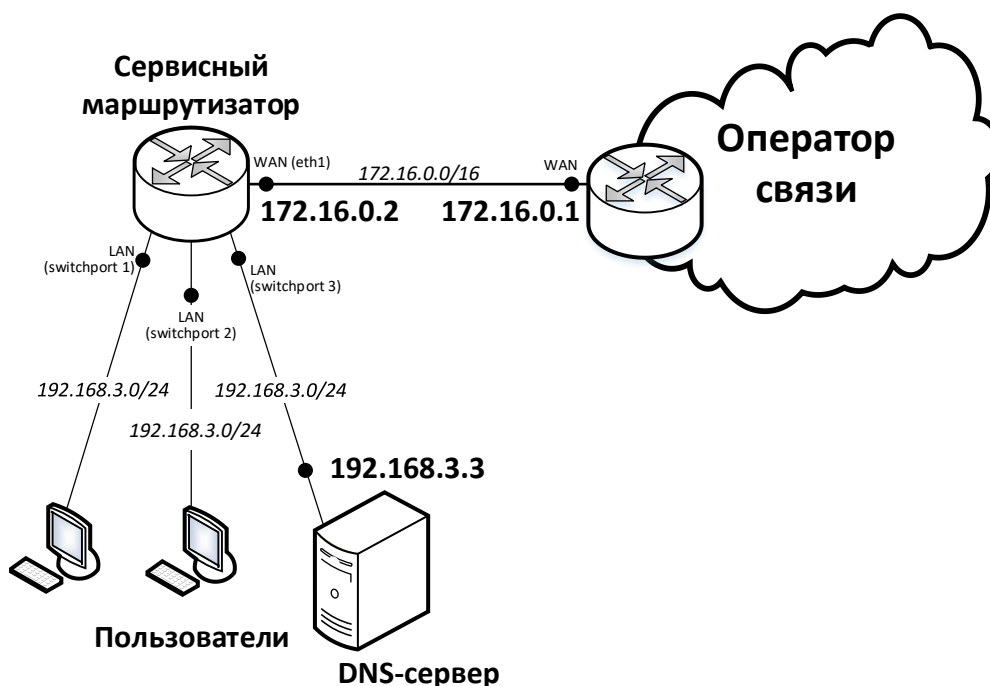 Сервисный
маршрутизатор
Оператор
связи
WAN (eth1)
172.16.0.0/16
WAN
172.16.0.2
172.16.0.1
LAN
(switchport 1)
LAN
(switchport 2)
LAN
(switchport 3)
192.168.3.0/24
192.168.3.0/24
192.168.3.0/24
192.168.3.3
Пользователи
DNS-сервер